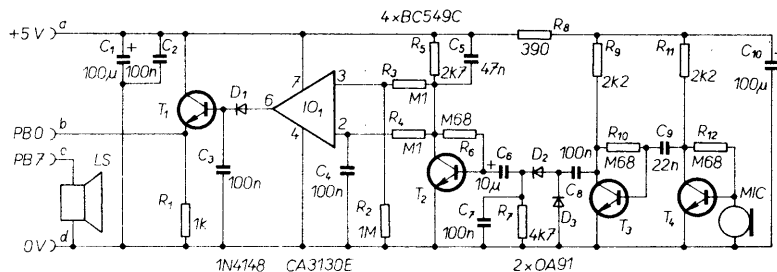 4×BC549C
+5V
a
C1
+
100µ
C2
100n
R5
2k7
C5
47n
R8
390
R9
2k2
R11
2k2
C10
+
100µ
7
3
R3
M1
D1
6
IO1
T1
4
2
R4
M1
M68
R6
R10
M68
C9
22n
R12
M68
PB0
b
PB7
c
LS
C3
100n
C4
100n
+
C6
10µ
D2
100n
C8
T2
T3
T4
MIC
R1
1k
R2
1M
C7
100n
R7
4k7
D3
0V
d
1N4148
CA3130E
2×OA91